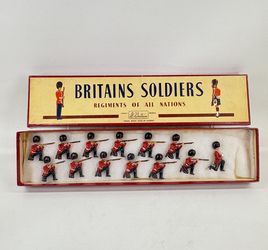 BRITAINS SOLDIERS
REGIMENTS OF ALL NATIONS